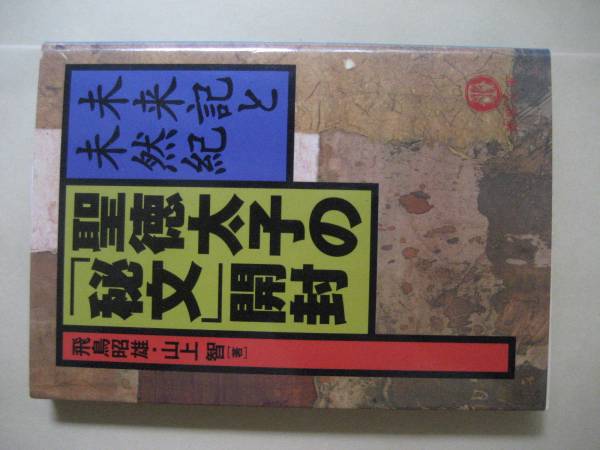 未来記と
未然紀
聖徳太子の
「秘文」開封
飛鳥昭雄・山上智[著]